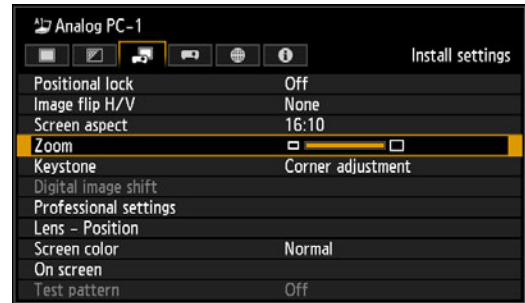 Analog PC-1
Install settings
Positional lock Off
Image flip H/V None
Screen aspect 16:10
Zoom
Keystone Corner adjustment
Digital image shift
Professional settings
Lens - Position
Screen color Normal
On screen
Test pattern Off